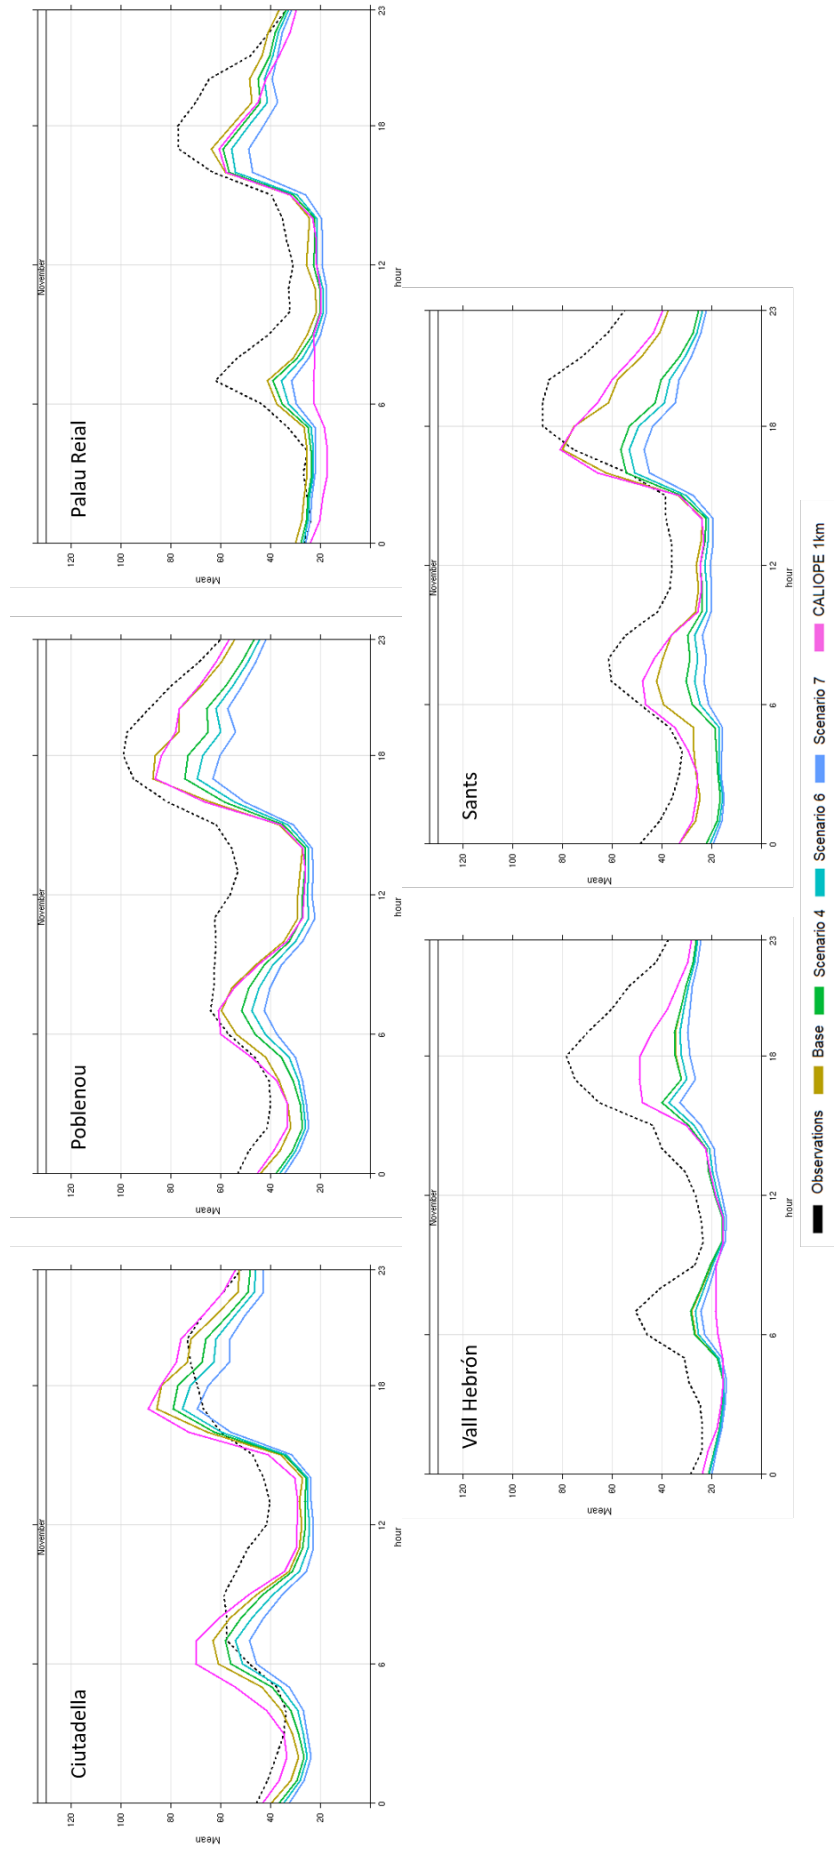 Ciutadella
November
120
100
80
60
40
20
Mean
0
6
12
18
23
hour
Poblenou
November
120
100
80
60
40
20
Mean
0
6
12
18
23
hour
Palau Reial
November
120
100
80
60
40
20
Mean
0
6
12
18
23
hour
Vall Hebrón
November
120
100
80
60
40
20
Mean
0
6
12
18
23
hour
Sants
November
120
100
80
60
40
20
Mean
0
6
12
18
23
hour
Observations Base Scenario 4 Scenario 6 Scenario 7 CALIOPE 1km